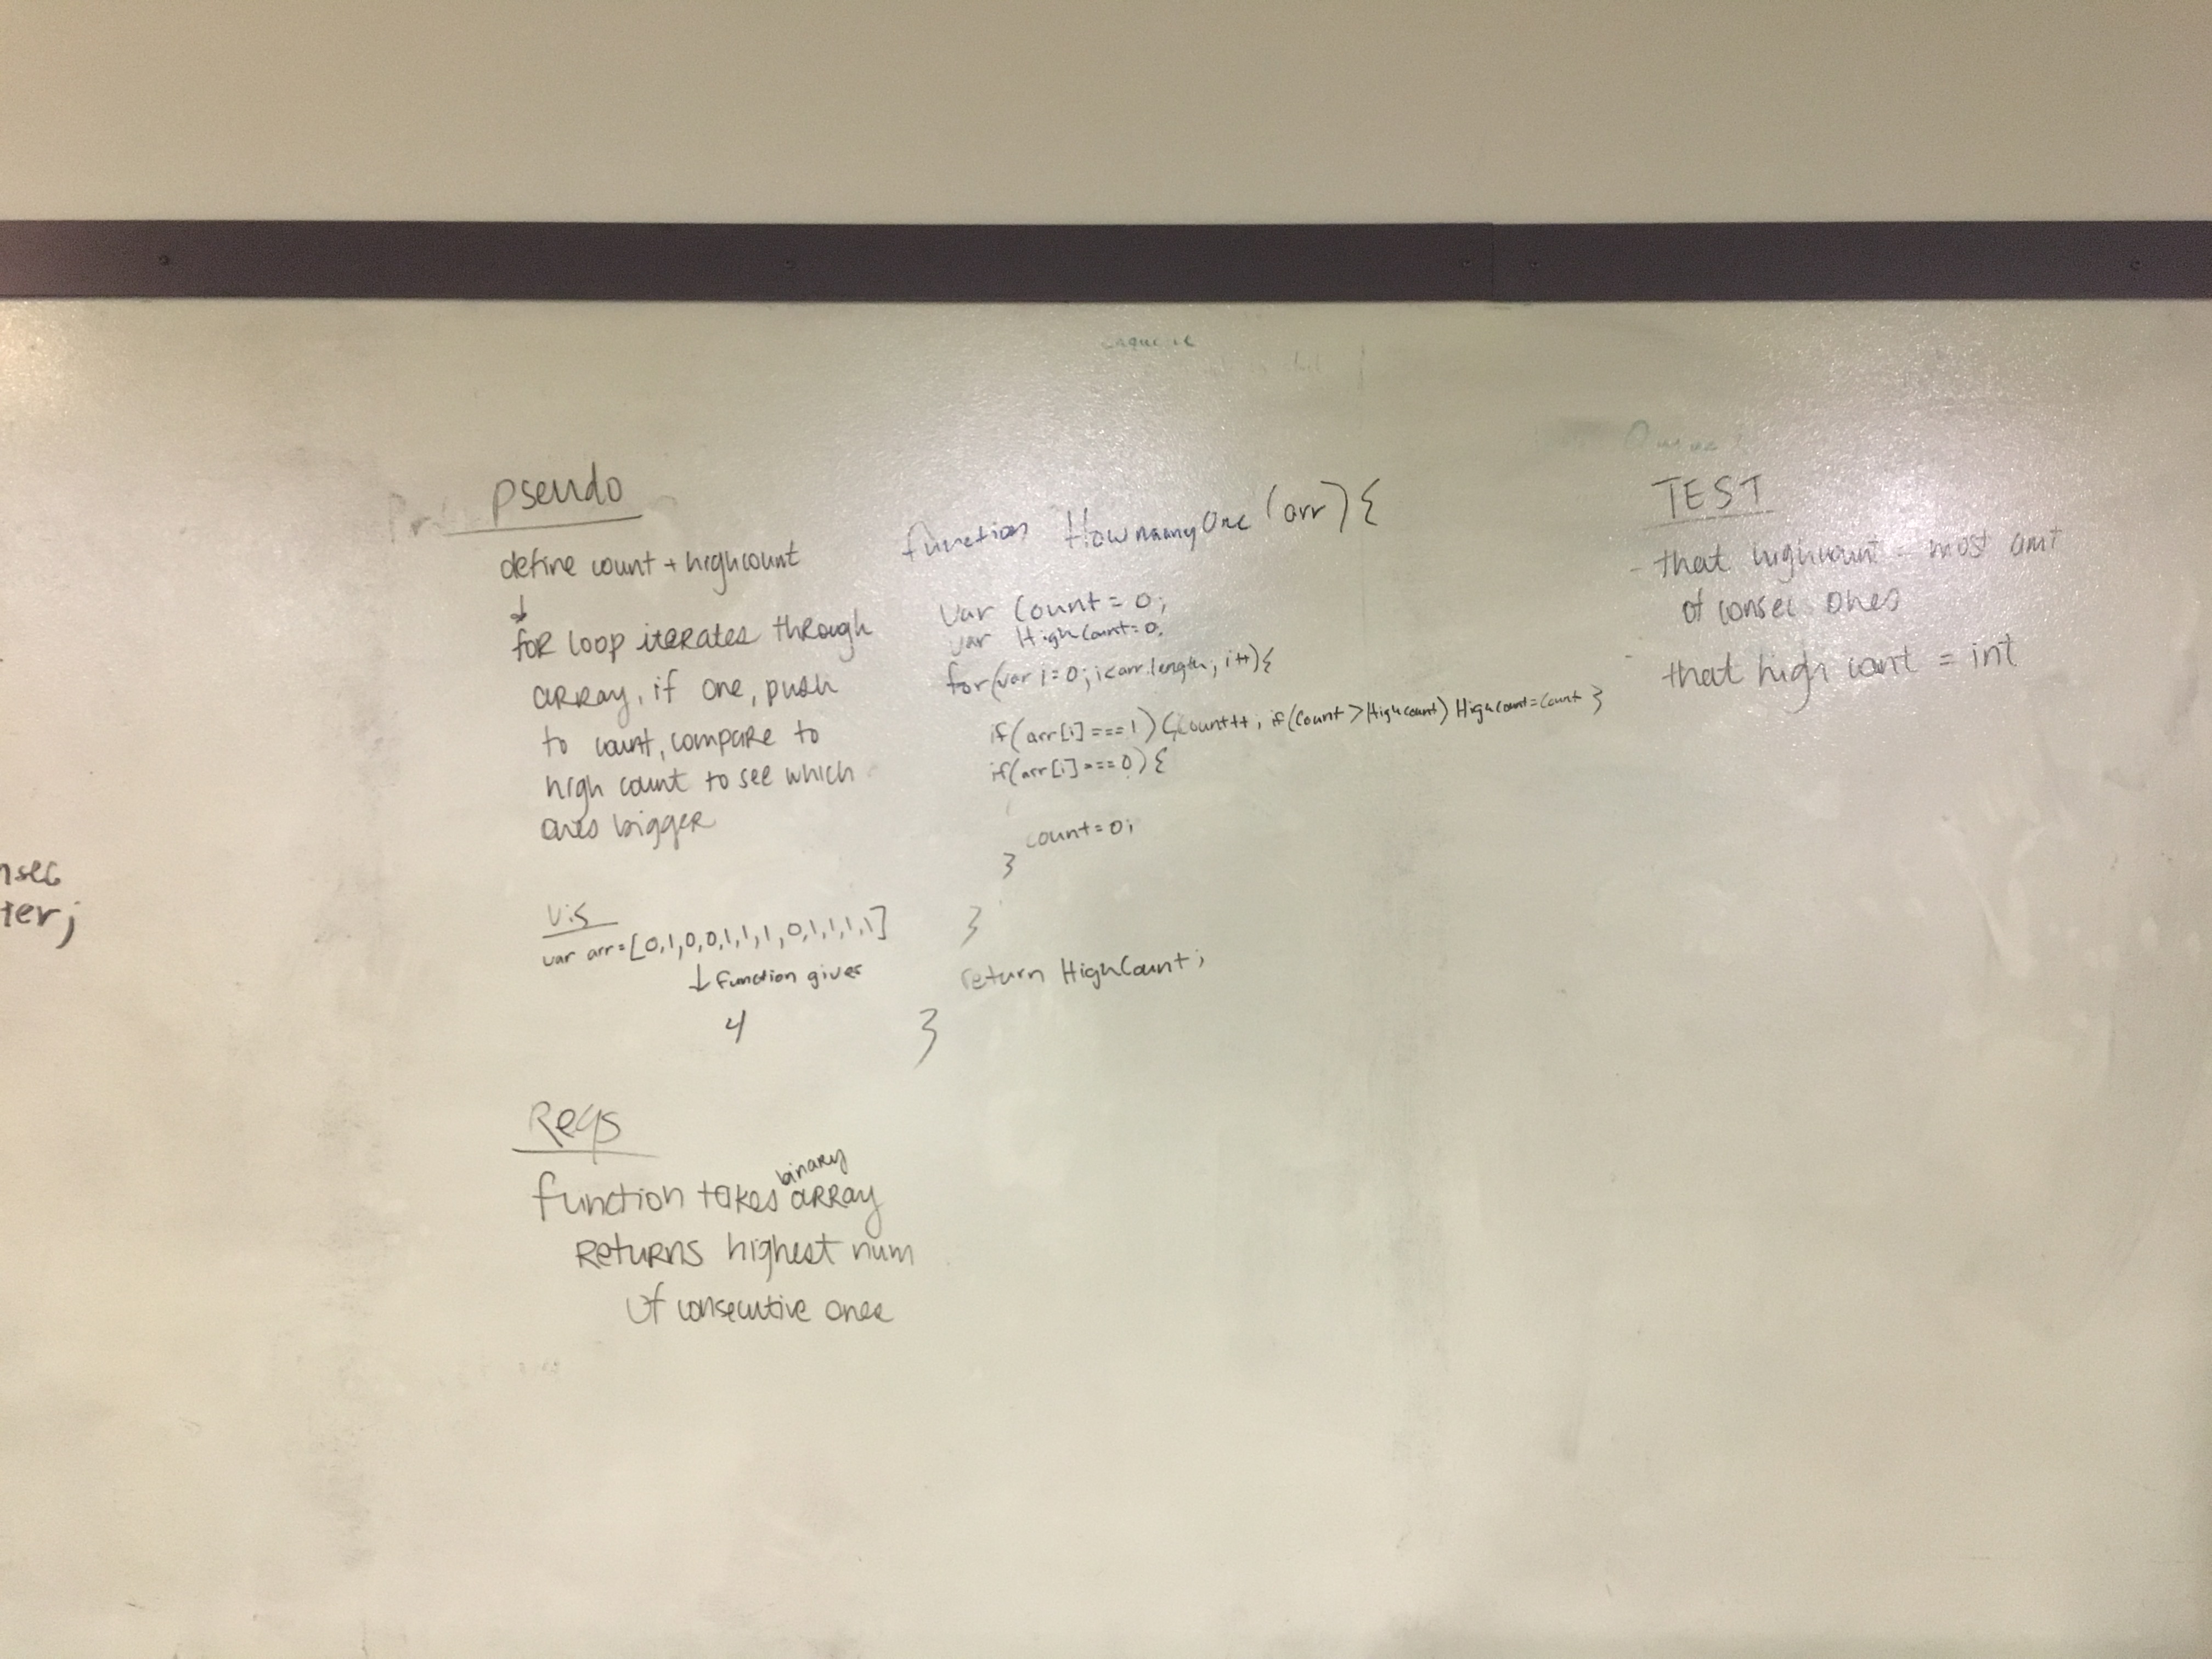 pseudo
define count + highcount
↓
for loop iterates through
array, if one, push
to count, compare to
high count to see which
ones bigger
vis
var arr=[0,1,0,0,1,1,1,0,1,1,1,1]
↓ function gives
4
Reqs
function takes binary array
returns highest num
of consecutive ones
function HowmanyOne (arr) {
var Count = 0;
var HighCount=0;
for(var i=0; i<arr.length; i++){
if(arr[i]===1) {Count++; if(Count>HighCount) HighCount=Count }
if(arr[i]===0) {
count=0;
}
}
return HighCount;
}
TEST
- that highcount = most amt
of consec ones
- that high count = int
nsec
ter;